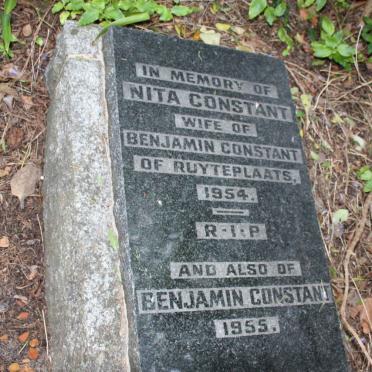 IN MEMORY OF
NITA CONSTANT
WIFE OF
BENJAMIN CONSTANT
OF RUYTEPLAATS,
1954.
R·I·P
AND ALSO OF
BENJAMIN CONSTANT
1955.